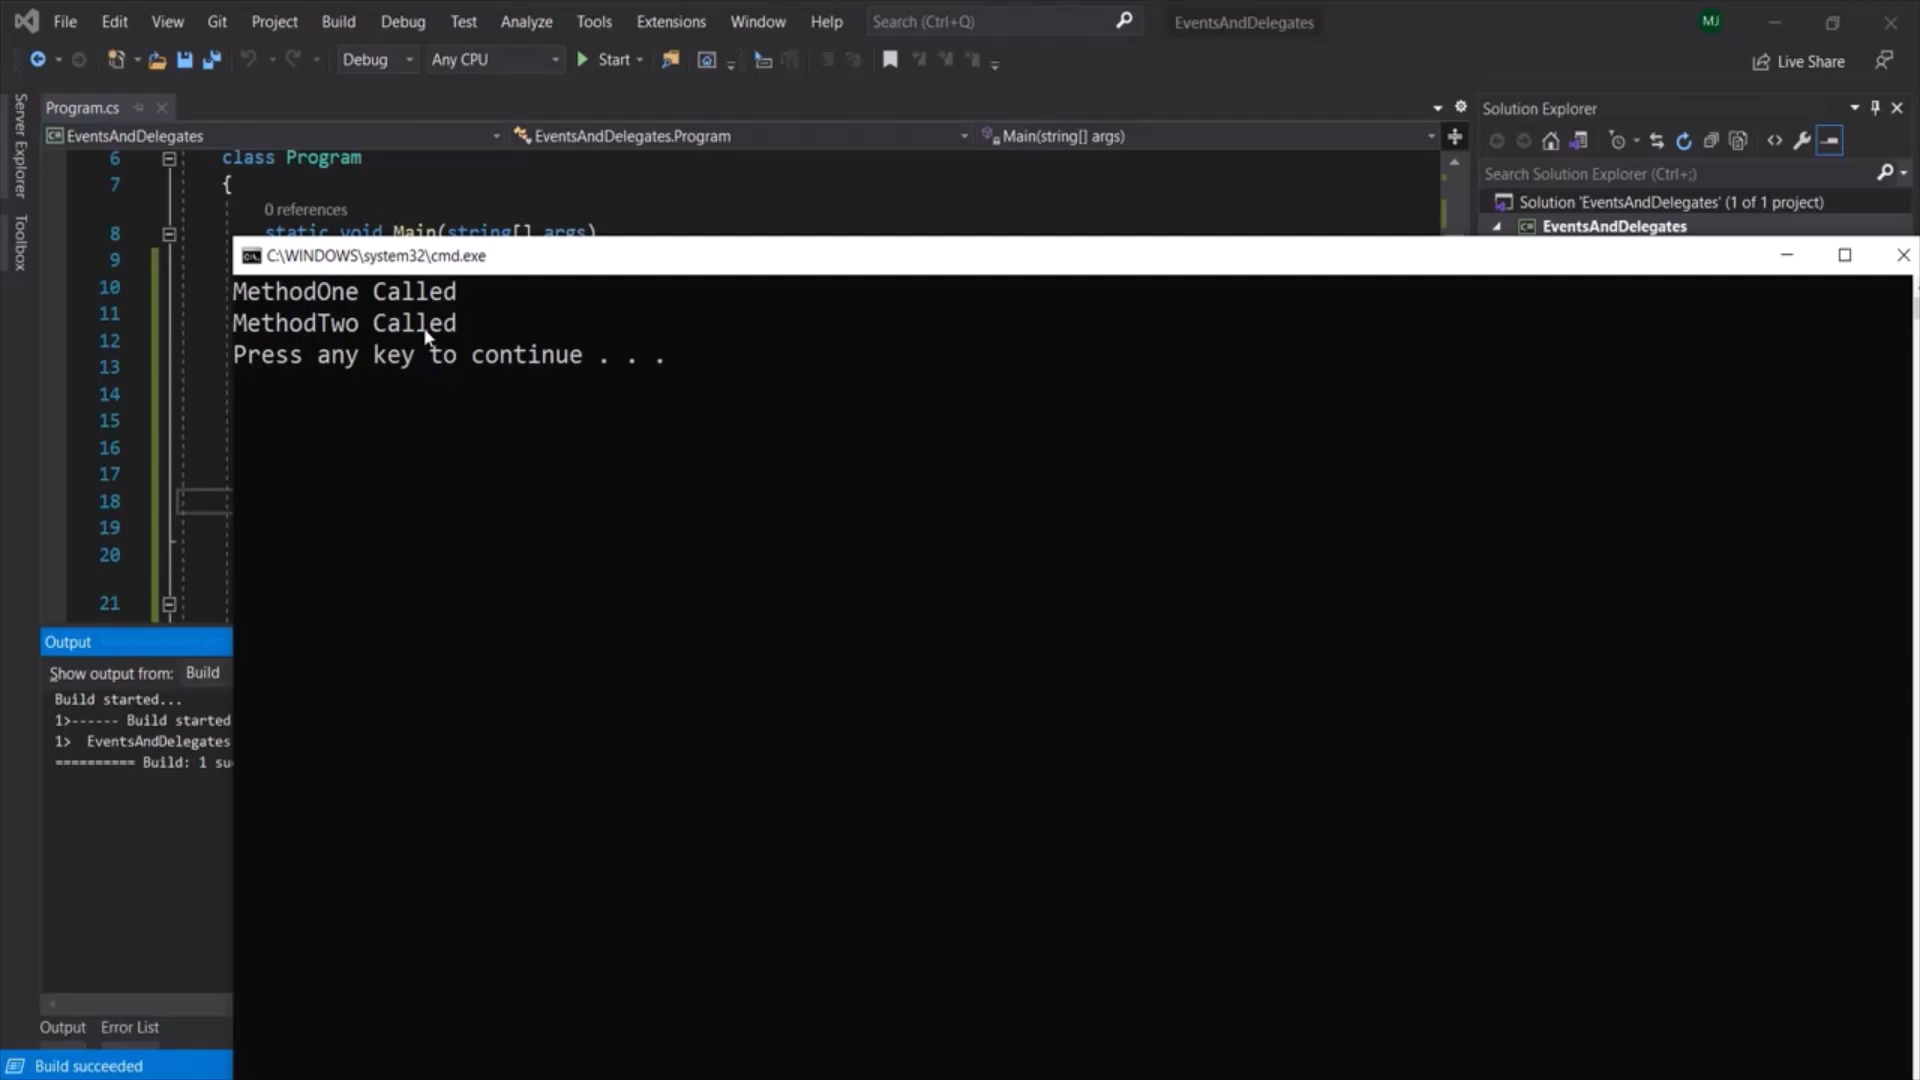 File Edit View Git Project Build Debug Test Analyze Tools Extensions Window Help Search (Ctrl+Q) EventsAndDelegates MJ
Debug Any CPU Start Live Share
Server Explorer
Toolbox
Program.cs
EventsAndDelegates EventsAndDelegates.Program Main(string[] args)
6 class Program
7 {
0 references
8 static void Main(string[] args)
9
10
11
12
13
14
15
16
17
18
19
20
21
Solution Explorer
Search Solution Explorer (Ctrl+;)
Solution 'EventsAndDelegates' (1 of 1 project)
EventsAndDelegates
C:\WINDOWS\system32\cmd.exe
MethodOne Called
MethodTwo Called
Press any key to continue . . .
Output
Show output from: Build
Build started...
1>------ Build started
1> EventsAndDelegates
========== Build: 1 su
Output Error List
Build succeeded